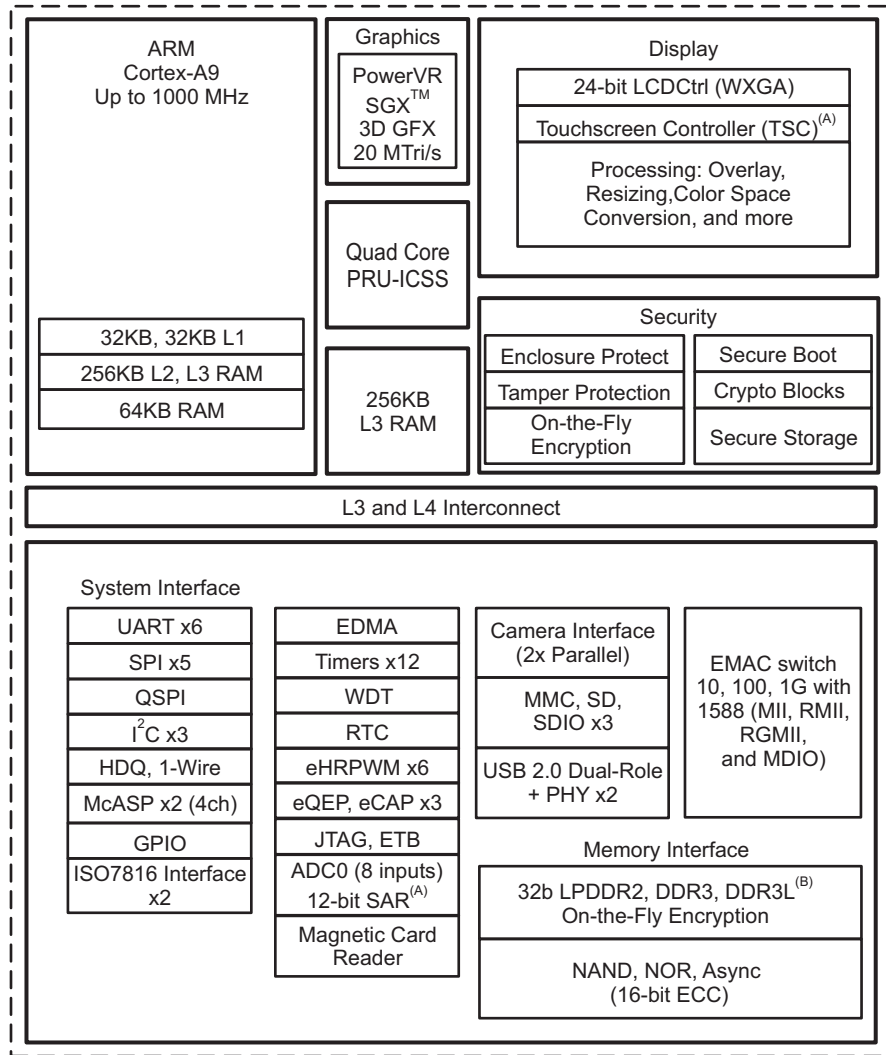 ARM
Cortex-A9
Up to 1000 MHz
32KB, 32KB L1
256KB L2, L3 RAM
64KB RAM
Graphics
PowerVR
SGX™
3D GFX
20 MTri/s
Quad Core
PRU-ICSS
256KB
L3 RAM
Display
24-bit LCDCtrl (WXGA)
Touchscreen Controller (TSC)(A)
Processing: Overlay,
Resizing,Color Space
Conversion, and more
Security
Enclosure Protect
Tamper Protection
On-the-Fly
Encryption
Secure Boot
Crypto Blocks
Secure Storage
L3 and L4 Interconnect
System Interface
UART x6
SPI x5
QSPI
I²C x3
HDQ, 1-Wire
McASP x2 (4ch)
GPIO
ISO7816 Interface
x2
EDMA
Timers x12
WDT
RTC
eHRPWM x6
eQEP, eCAP x3
JTAG, ETB
ADC0 (8 inputs)
12-bit SAR(A)
Magnetic Card
Reader
Camera Interface
(2x Parallel)
MMC, SD,
SDIO x3
USB 2.0 Dual-Role
+ PHY x2
EMAC switch
10, 100, 1G with
1588 (MII, RMII,
RGMII,
and MDIO)
Memory Interface
32b LPDDR2, DDR3, DDR3L(B)
On-the-Fly Encryption
NAND, NOR, Async
(16-bit ECC)